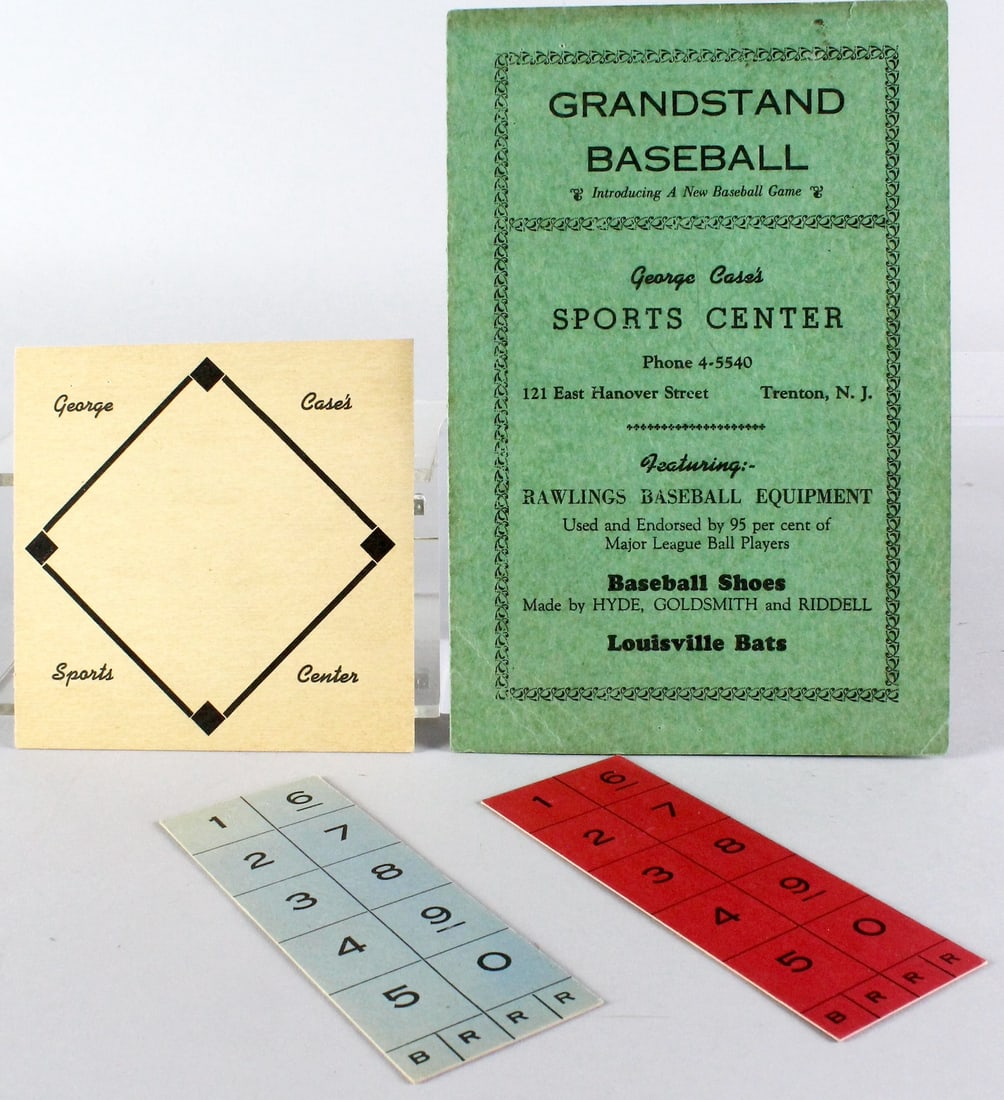 GRANDSTAND
BASEBALL
Introducing A New Baseball Game
George Case's
SPORTS CENTER
Phone 4-5540
121 East Hanover Street Trenton, N. J.
Featuring:-
RAWLINGS BASEBALL EQUIPMENT
Used and Endorsed by 95 per cent of
Major League Ball Players
Baseball Shoes
Made by HYDE, GOLDSMITH and RIDDELL
Louisville Bats
George Case's
Sports Center
1 6
2 7
3 8
4 9
5 0
B R R R
1 6
2 7
3 8
4 9
5 0
B R R R